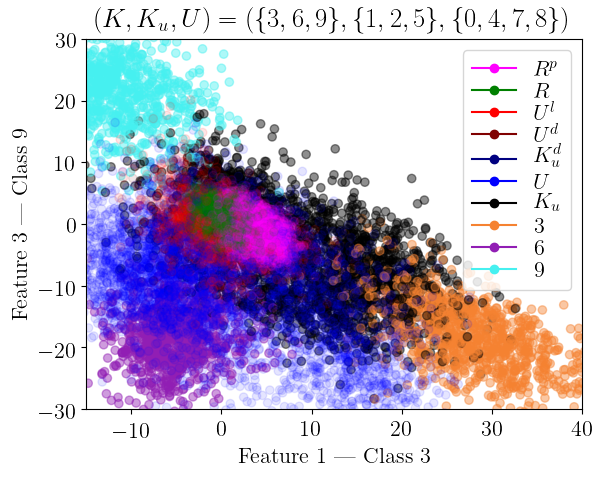 (K, K_u, U) = ({3, 6, 9}, {1, 2, 5}, {0, 4, 7, 8})
30
20
10
0
−10
−20
−30
Feature 3 — Class 9
R^p
R
U^l
U^d
K_u^d
U
K_u
3
6
9
−10
0
10
20
30
40
Feature 1 — Class 3